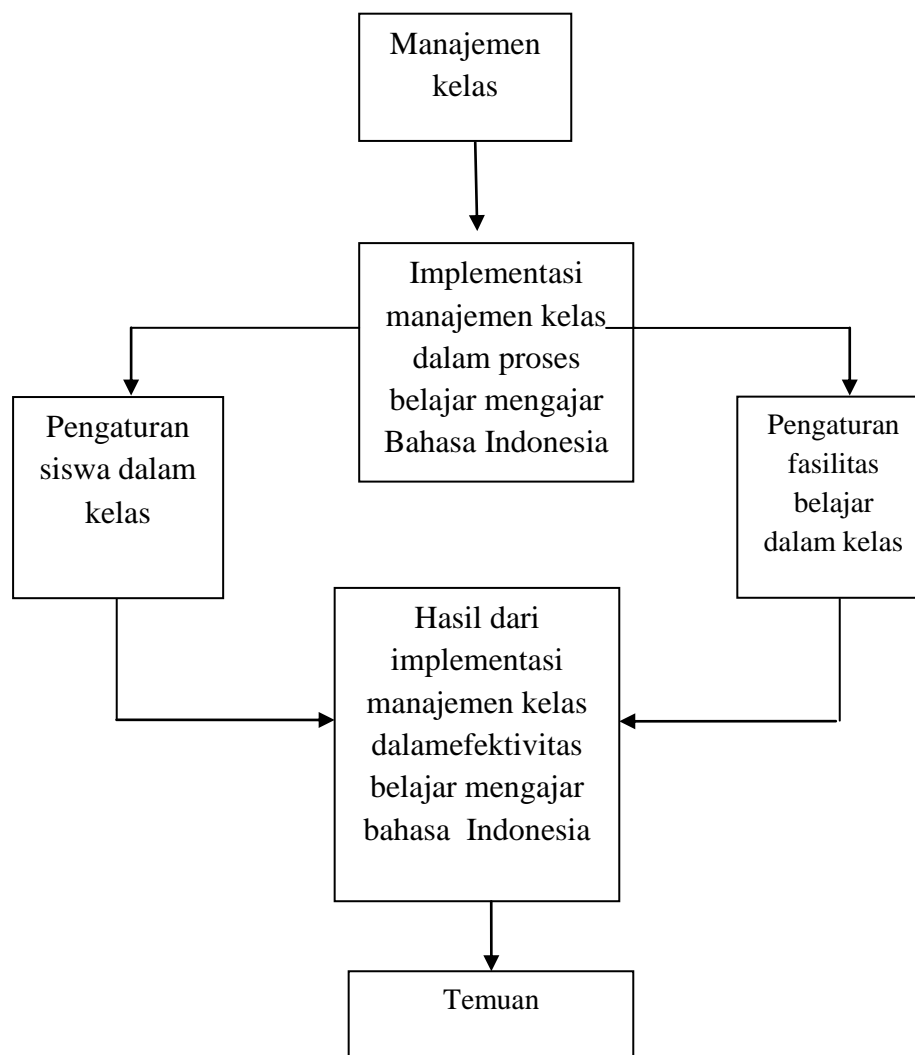 Manajemen
kelas
Implementasi
manajemen kelas
dalam proses
belajar mengajar
Bahasa Indonesia
Pengaturan
siswa dalam
kelas
Pengaturan
fasilitas
belajar
dalam kelas
Hasil dari
implementasi
manajemen kelas
dalamefektivitas
belajar mengajar
bahasa  Indonesia
Temuan